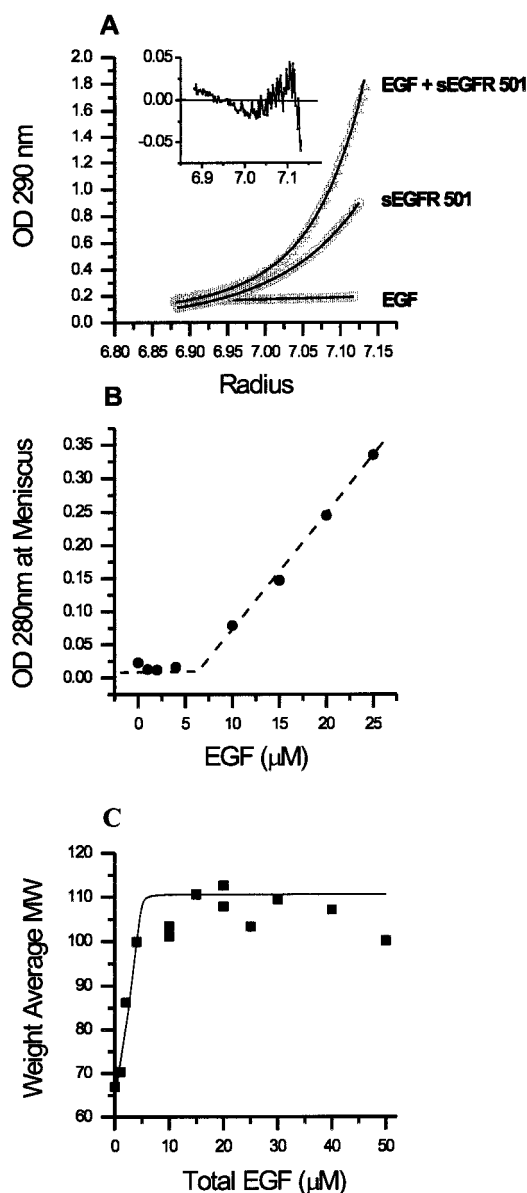 A
OD 290 nm
2.0
1.8
1.6
1.4
1.2
1.0
0.8
0.6
0.4
0.2
0.0
0.05
0.00
-0.05
6.9 7.0 7.1
EGF + sEGFR 501
sEGFR 501
EGF
6.80 6.85 6.90 6.95 7.00 7.05 7.10 7.15
Radius
B
OD 280nm at Meniscus
0.35
0.30
0.25
0.20
0.15
0.10
0.05
0.00
0 5 10 15 20 25
EGF (µM)
C
Weight Average MW
120
110
100
90
80
70
60
0 10 20 30 40 50
Total EGF (µM)